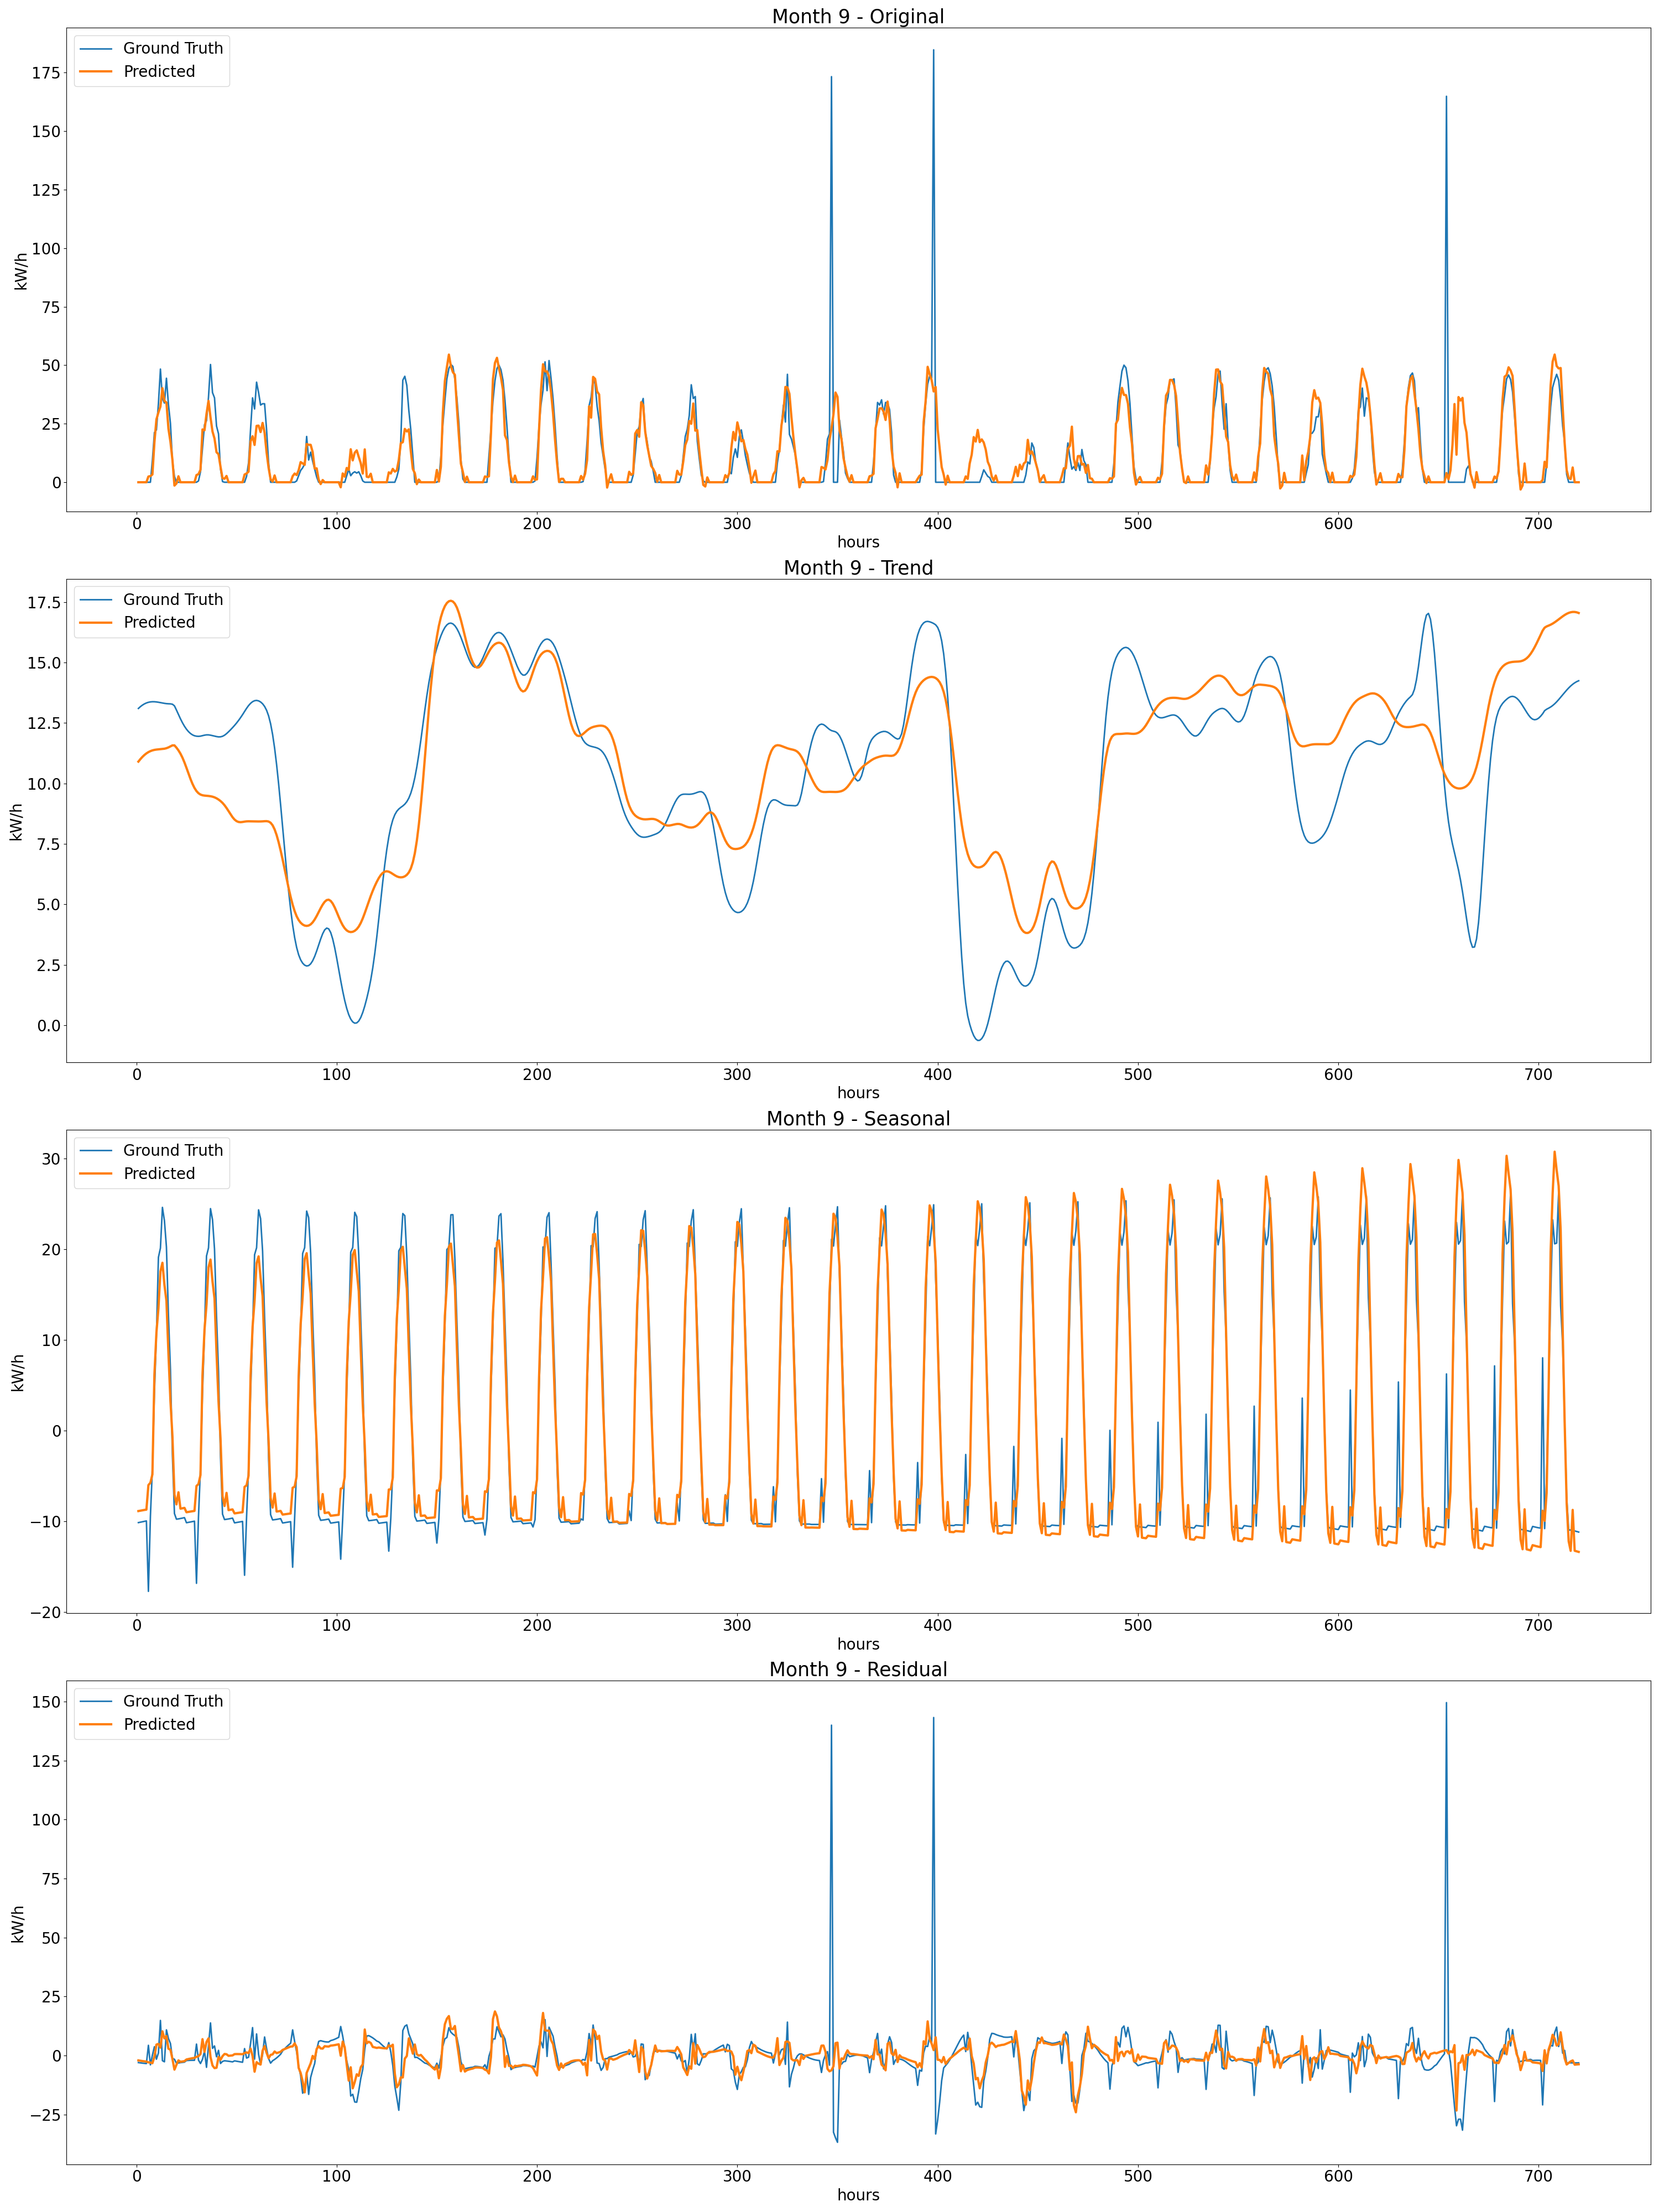 Month 9 - Original
Ground Truth
Predicted
175
150
125
100
75
50
25
0
kW/h
0 100 200 300 400 500 600 700
hours
Month 9 - Trend
Ground Truth
Predicted
17.5
15.0
12.5
10.0
7.5
5.0
2.5
0.0
kW/h
0 100 200 300 400 500 600 700
hours
Month 9 - Seasonal
Ground Truth
Predicted
30
20
10
0
−10
−20
kW/h
0 100 200 300 400 500 600 700
hours
Month 9 - Residual
Ground Truth
Predicted
150
125
100
75
50
25
0
−25
kW/h
0 100 200 300 400 500 600 700
hours